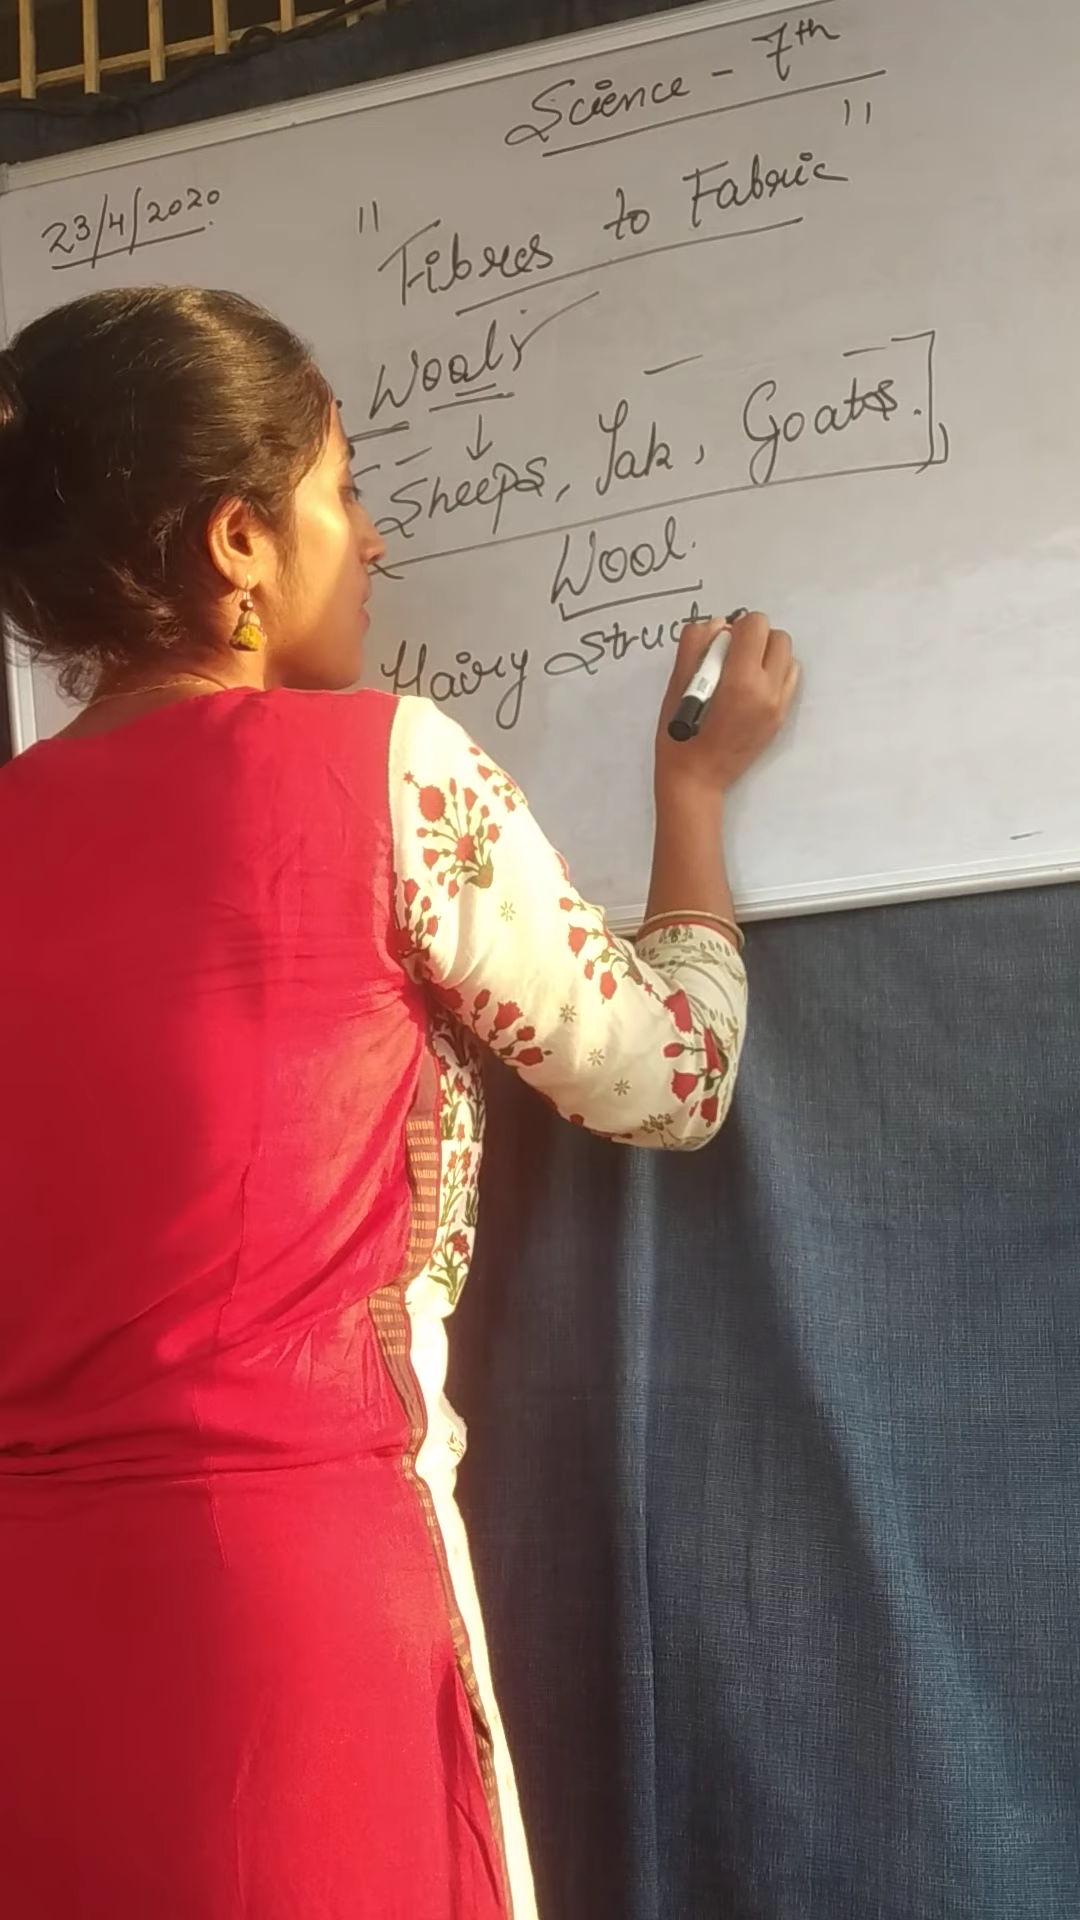 Science - 7th
23/4/2020
"Fibres to Fabric"
Wool
Sheeps, Yak, Goats.
Wool.
Hairy Struct